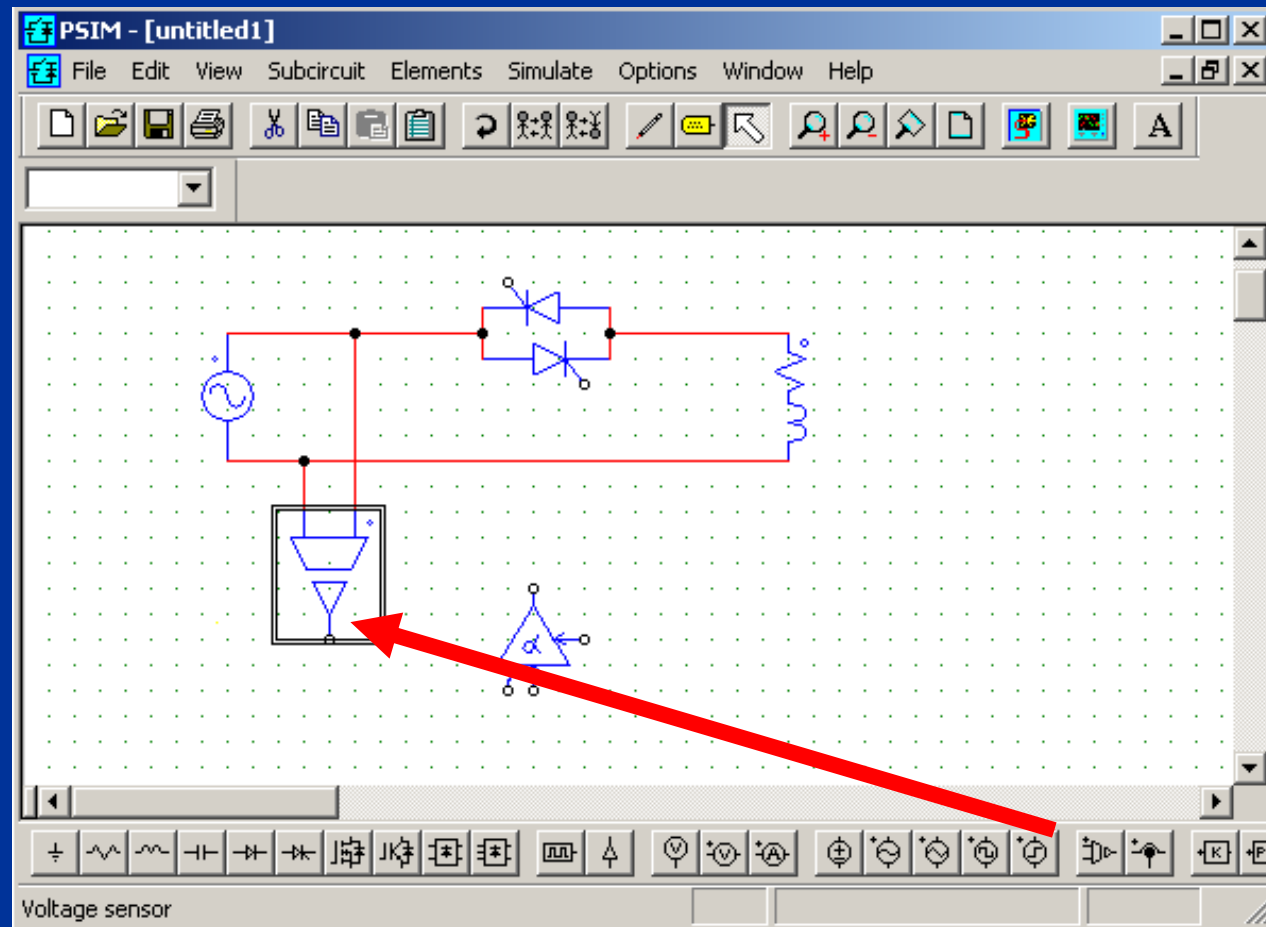 PSIM - [untitled1]
File Edit View Subcircuit Elements Simulate Options Window Help
A
α
V V A
K P
Voltage sensor